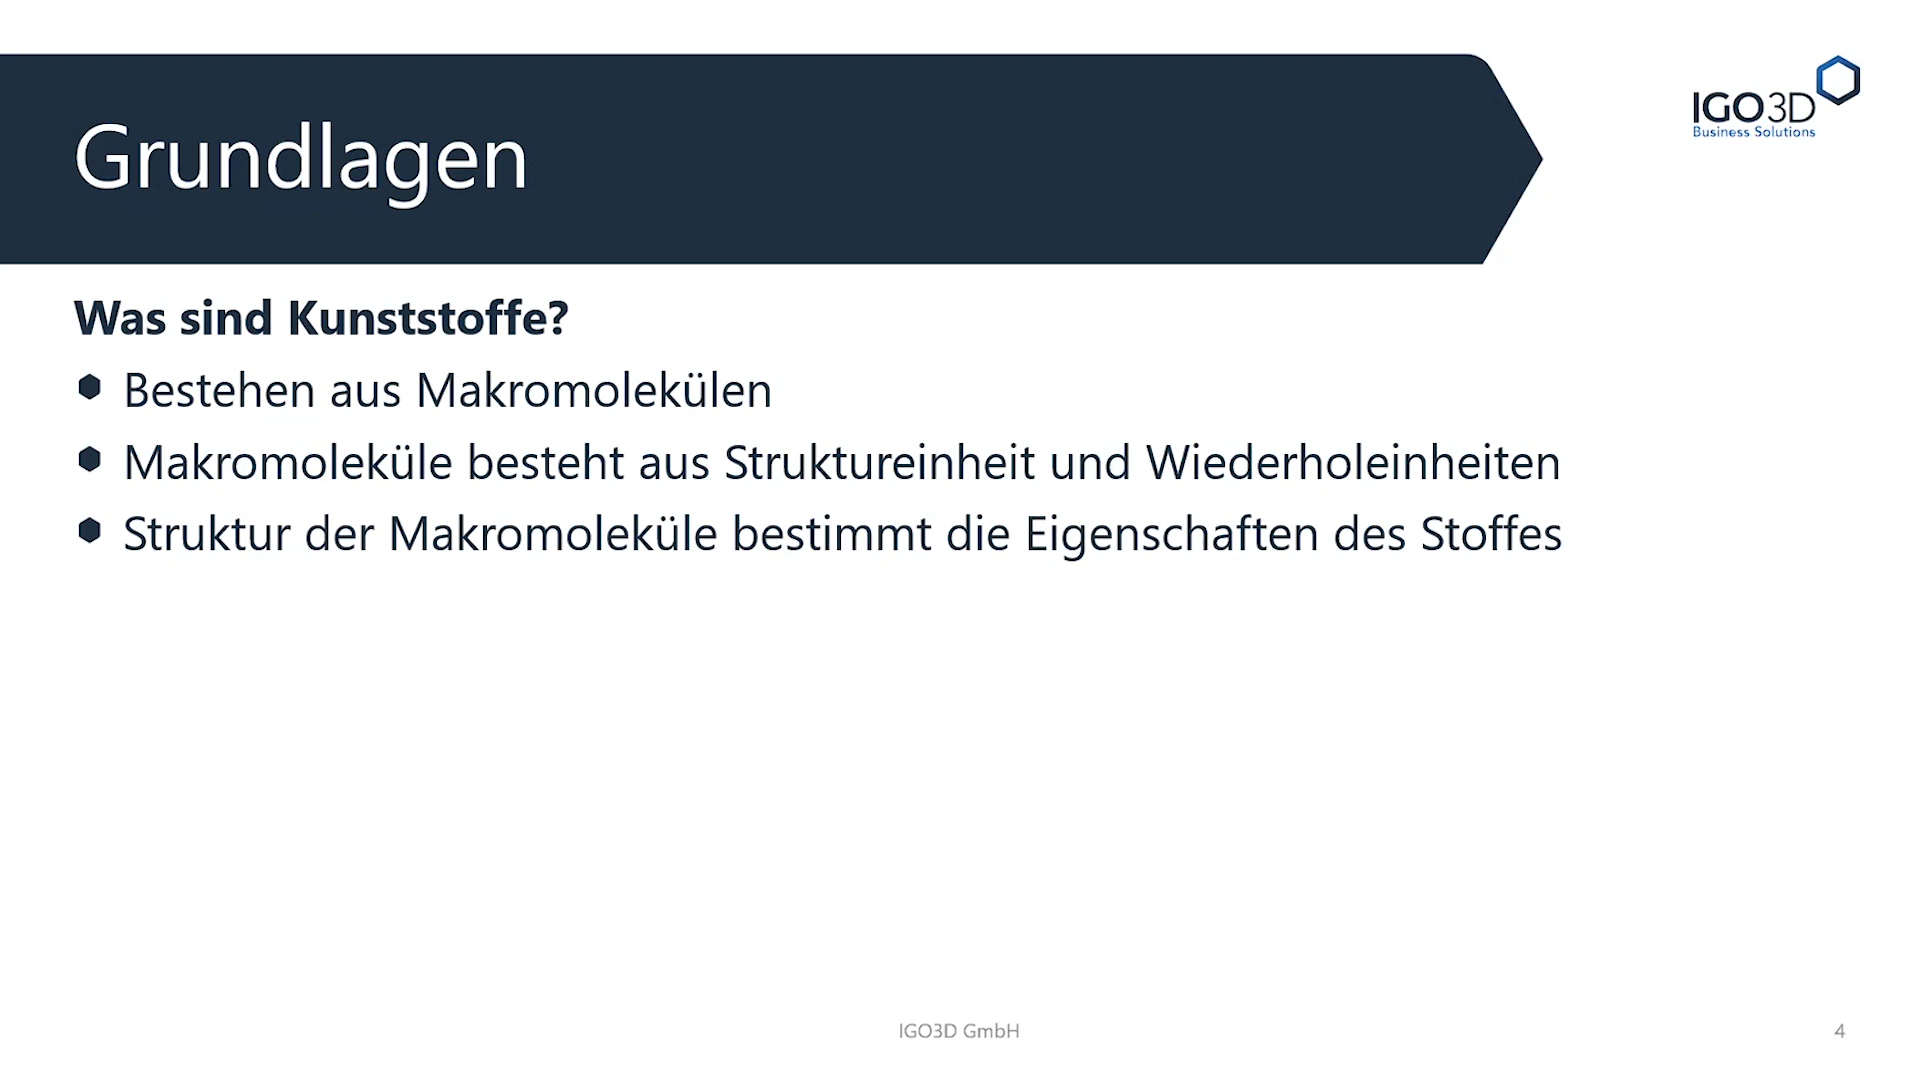 Grundlagen
IGO3D
Business Solutions
Was sind Kunststoffe?
Bestehen aus Makromolekülen
Makromoleküle besteht aus Struktureinheit und Wiederholeinheiten
Struktur der Makromoleküle bestimmt die Eigenschaften des Stoffes
IGO3D GmbH
4